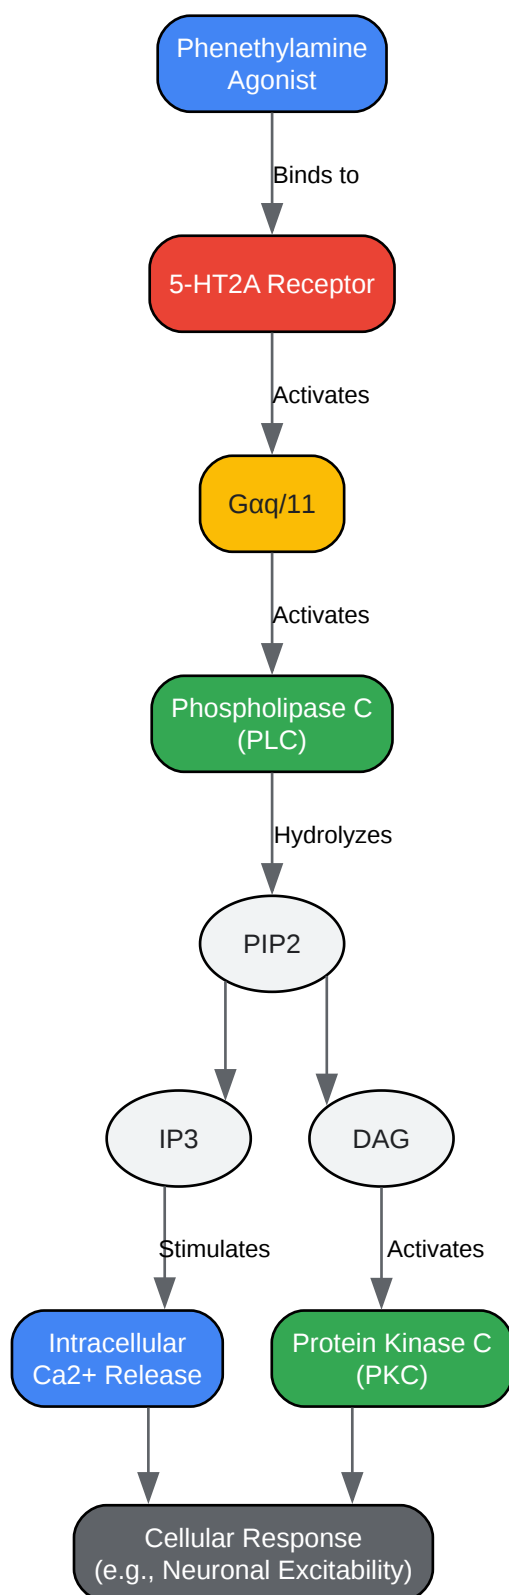 Phenethylamine
Agonist
Binds to
5-HT2A Receptor
Activates
Gαq/11
Activates
Phospholipase C
(PLC)
Hydrolyzes
PIP2
IP3
DAG
Stimulates
Activates
Intracellular
Ca2+ Release
Protein Kinase C
(PKC)
Cellular Response
(e.g., Neuronal Excitability)